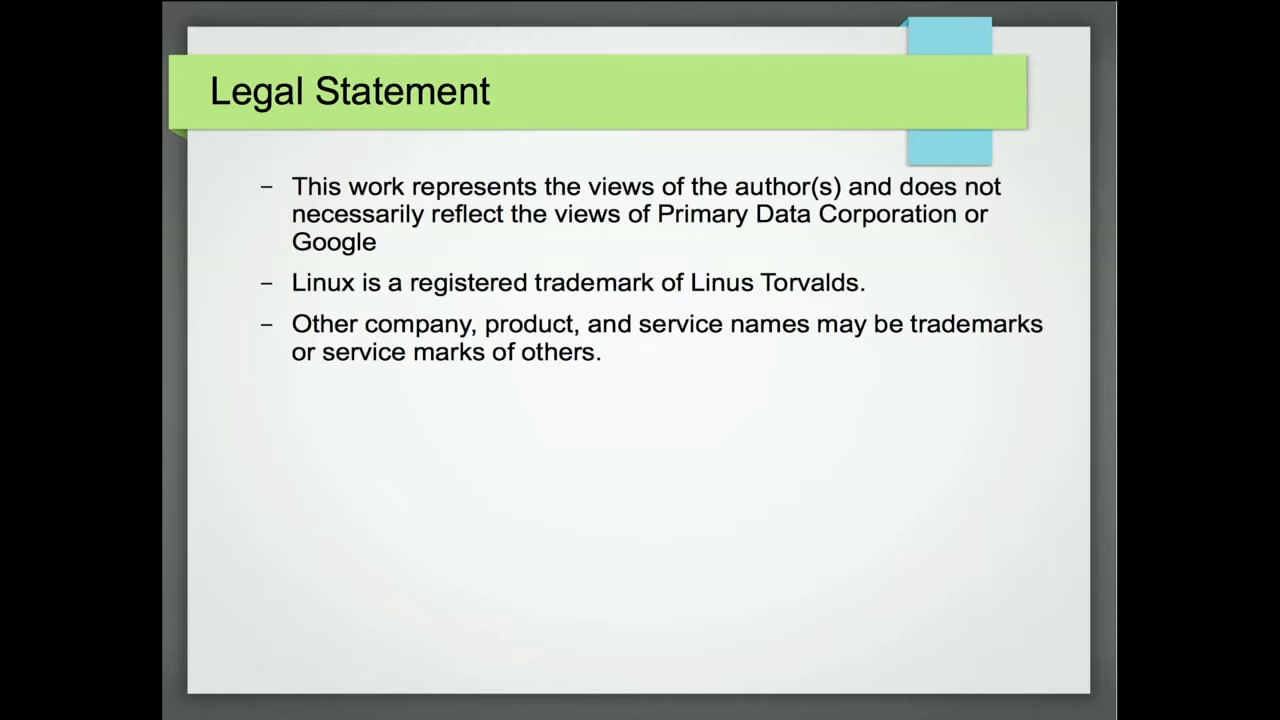 Legal Statement
– This work represents the views of the author(s) and does not
necessarily reflect the views of Primary Data Corporation or
Google
– Linux is a registered trademark of Linus Torvalds.
– Other company, product, and service names may be trademarks
or service marks of others.